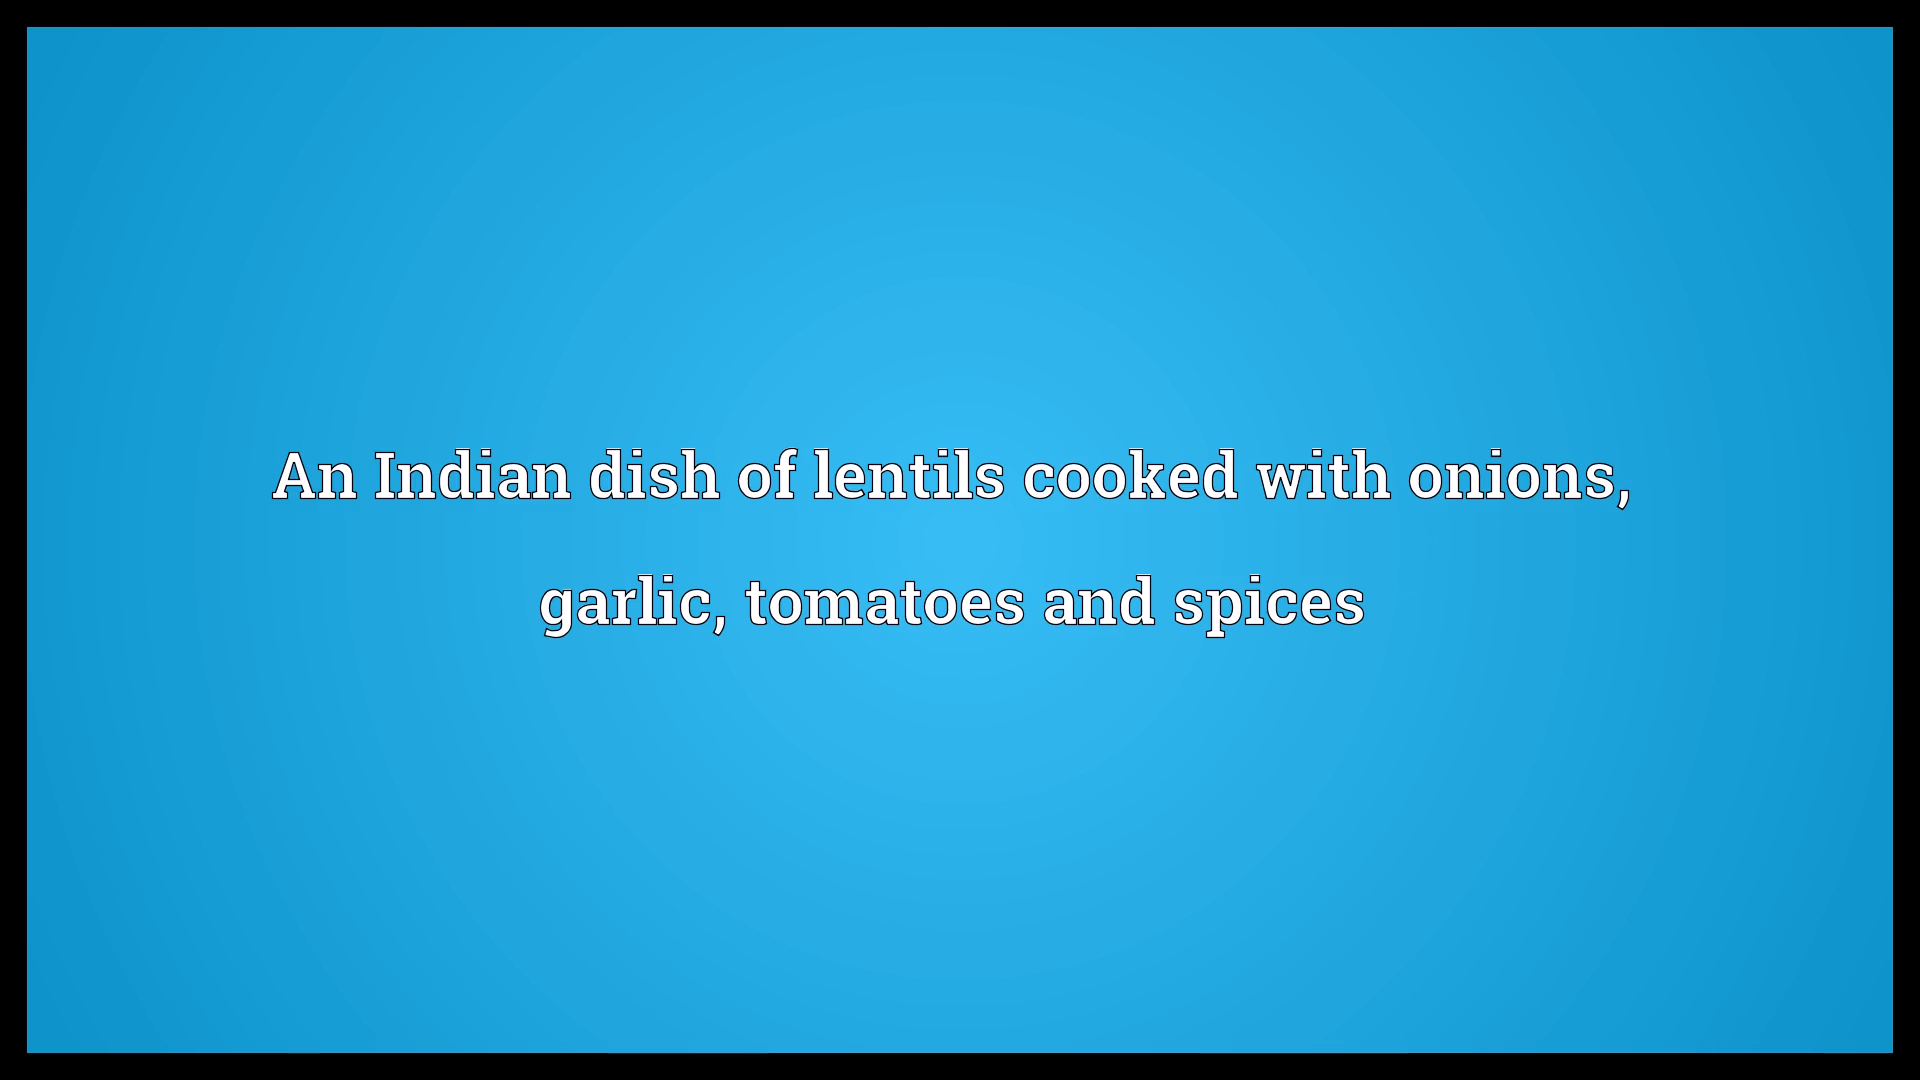 An Indian dish of lentils cooked with onions,
garlic, tomatoes and spices